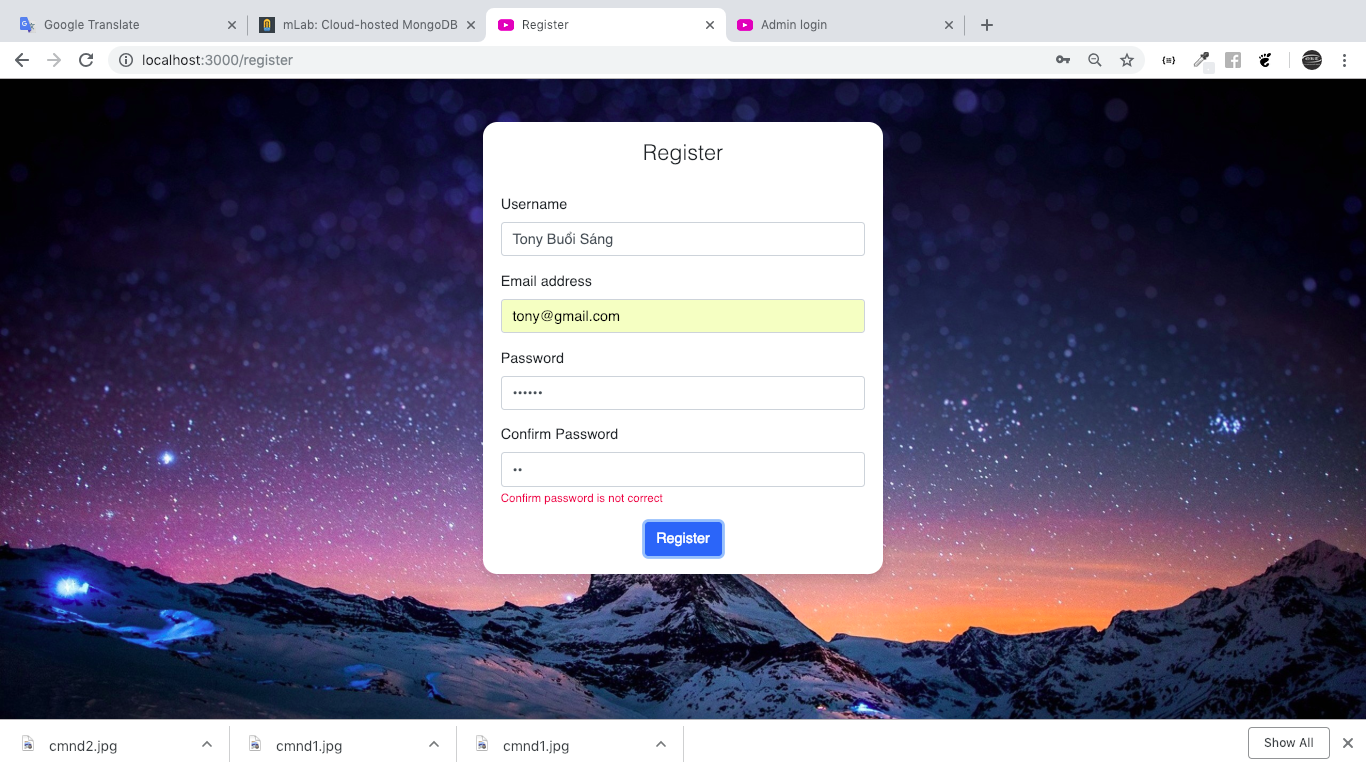 Google Translate
mLab: Cloud-hosted MongoDB
Register
Admin login
localhost:3000/register
Register
Username
Tony Buổi Sáng
Email address
tony@gmail.com
Password
••••••
Confirm Password
••
Confirm password is not correct
Register
cmnd2.jpg
cmnd1.jpg
cmnd1.jpg
Show All